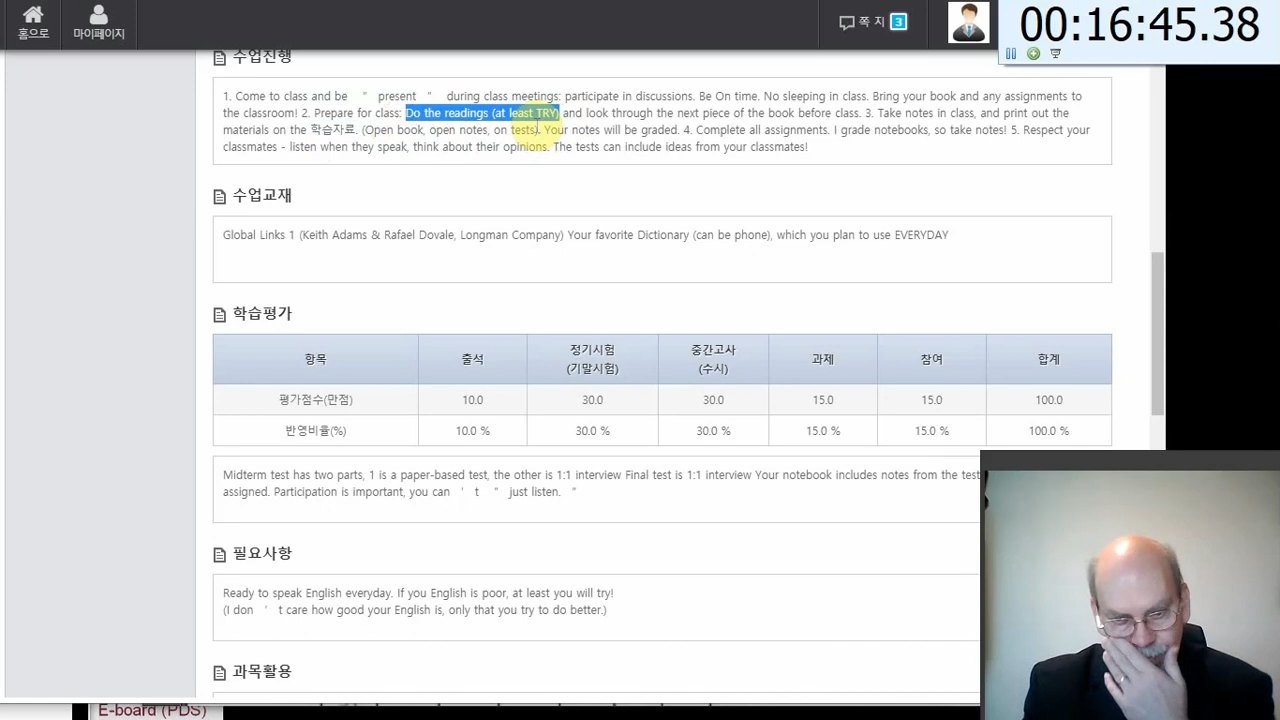 홈으로
마이페이지
쪽 지 3
00:16:45.38
수업진행
1. Come to class and be " present " during class meetings: participate in discussions. Be On time. No sleeping in class. Bring your book and any assignments to
the classroom! 2. Prepare for class: Do the readings (at least TRY) and look through the next piece of the book before class. 3. Take notes in class, and print out the
materials on the 학습자료. (Open book, open notes, on tests). Your notes will be graded. 4. Complete all assignments. I grade notebooks, so take notes! 5. Respect your
classmates - listen when they speak, think about their opinions. The tests can include ideas from your classmates!
수업교재
Global Links 1 (Keith Adams & Rafael Dovale, Longman Company) Your favorite Dictionary (can be phone), which you plan to use EVERYDAY
학습평가
항목 출석 정기시험 (기말시험) 중간고사 (수시) 과제 참여 합계
평가점수(만점) 10.0 30.0 30.0 15.0 15.0 100.0
반영비율(%) 10.0 % 30.0 % 30.0 % 15.0 % 15.0 % 100.0 %
Midterm test has two parts, 1 is a paper-based test, the other is 1:1 interview Final test is 1:1 interview Your notebook includes notes from the test
assigned. Participation is important, you can ' t " just listen. "
필요사항
Ready to speak English everyday. If you English is poor, at least you will try!
(I don ' t care how good your English is, only that you try to do better.)
과목활용
E-board (PDS)